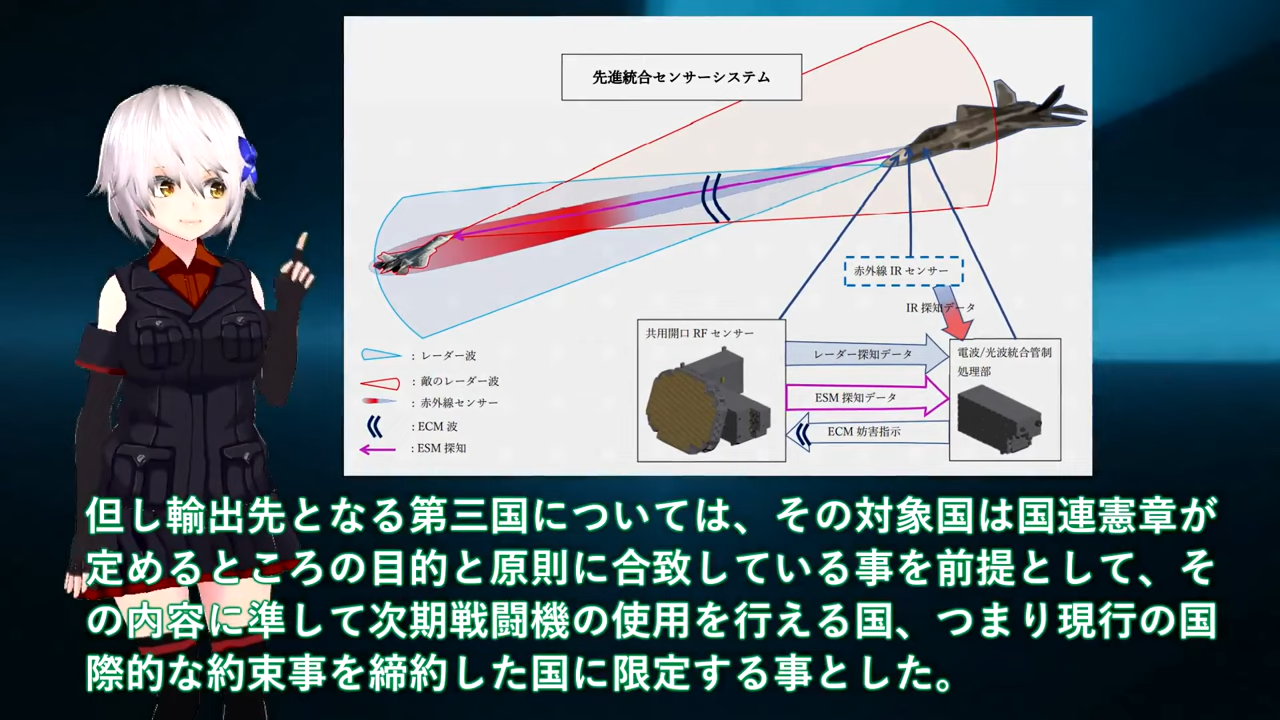 先進統合センサーシステム
赤外線 IR センサー
IR 探知データ
共用開口 RF センサー
レーダー探知データ
電波/光波統合管制
処理部
ESM 探知データ
ECM 妨害指示
：レーダー波
：敵のレーダー波
：赤外線センサー
：ECM 波
：ESM 探知
但し輸出先となる第三国については、その対象国は国連憲章が
定めるところの目的と原則に合致している事を前提として、そ
の内容に準して次期戦闘機の使用を行える国、つまり現行の国
際的な約束事を締約した国に限定する事とした。